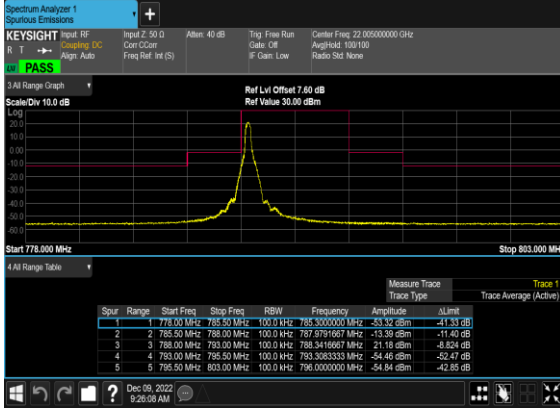 Spectrum Analyzer 1
Spurious Emissions
+
KEYSIGHT Input: RF Input Z: 50 Ω Atten: 40 dB Trig: Free Run Center Freq: 22.005000000 GHz
R T Coupling: DC Corr CCorr Gate: Off Avg|Hold: 100/100
Align: Auto Freq Ref: Int (S) IF Gain: Low Radio Std: None
PASS
3.All Range Graph
Ref Lvl Offset 7.60 dB
Scale/Div 10.0 dB Ref Value 30.00 dBm
Log
20.0
10.0
0.00
-10.0
-20.0
-30.0
-40.0
-50.0
-60.0
Start 778.000 MHz Stop 803.000 MH
4.All Range Table
Measure Trace Trace 1
Trace Type Trace Average (Active)
Spur Range Start Freq Stop Freq RBW Frequency Amplitude ΔLimit
1 1 778.00 MHz 785.50 MHz 100.0 kHz 785.3000000 MHz -53.32 dBm -41.33 dB
2 2 785.50 MHz 788.00 MHz 100.0 kHz 787.9791667 MHz -13.39 dBm -11.40 dB
3 3 788.00 MHz 793.00 MHz 100.0 kHz 788.3416667 MHz 21.18 dBm -8.824 dB
4 4 793.00 MHz 795.50 MHz 100.0 kHz 793.3083333 MHz -54.46 dBm -52.47 dB
5 5 795.50 MHz 803.00 MHz 100.0 kHz 796.0000000 MHz -54.84 dBm -42.85 dB
? Dec 09, 2022
9:26:08 AM